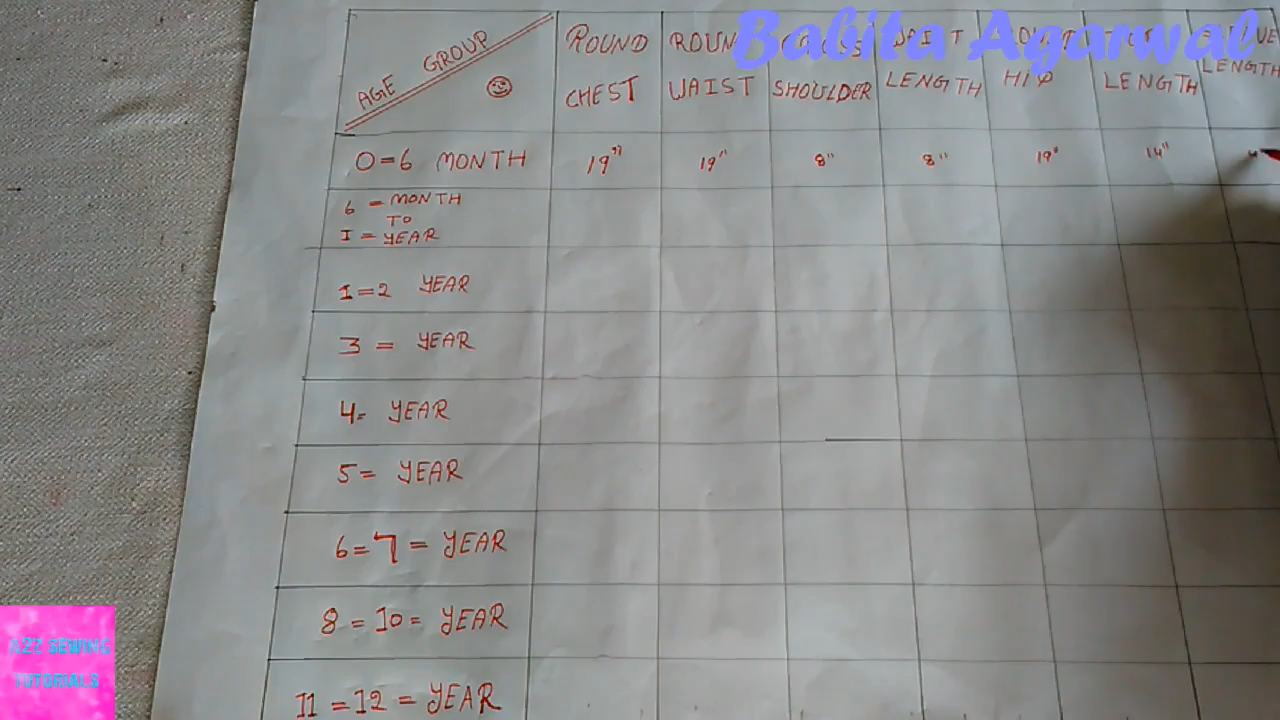 Babita Agarwal
AGE GROUP
ROUND CHEST
WAIST
SHOULDER
LENGTH
HIP
LENGTH
LENGTH
0=6 MONTH 19" 19" 8" 8" 19" 14"
6 = MONTH
TO
1 = YEAR
1=2 YEAR
3 = YEAR
4= YEAR
5= YEAR
6=7= YEAR
8=10= YEAR
11=12= YEAR
A2Z SEWING
TUTORIALS